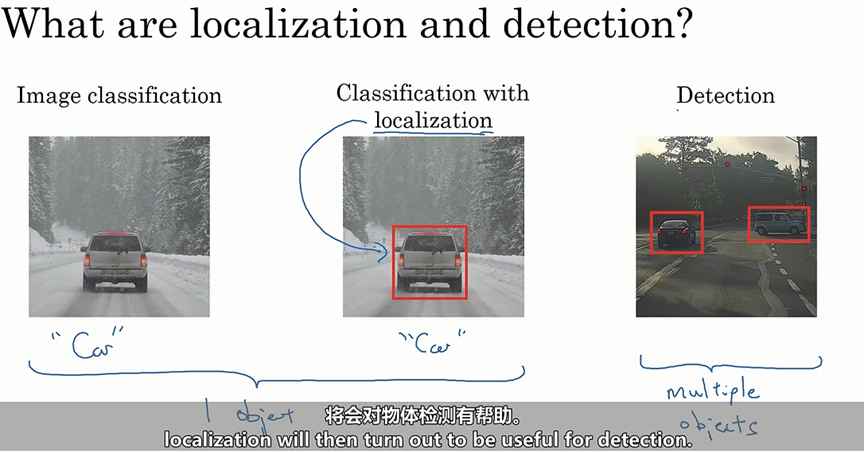 What are localization and detection?
Image classification
Classification with
localization
Detection
"Car"
"Car"
1 object
multiple
objects
将会对物体检测有帮助。
localization will then turn out to be useful for detection.